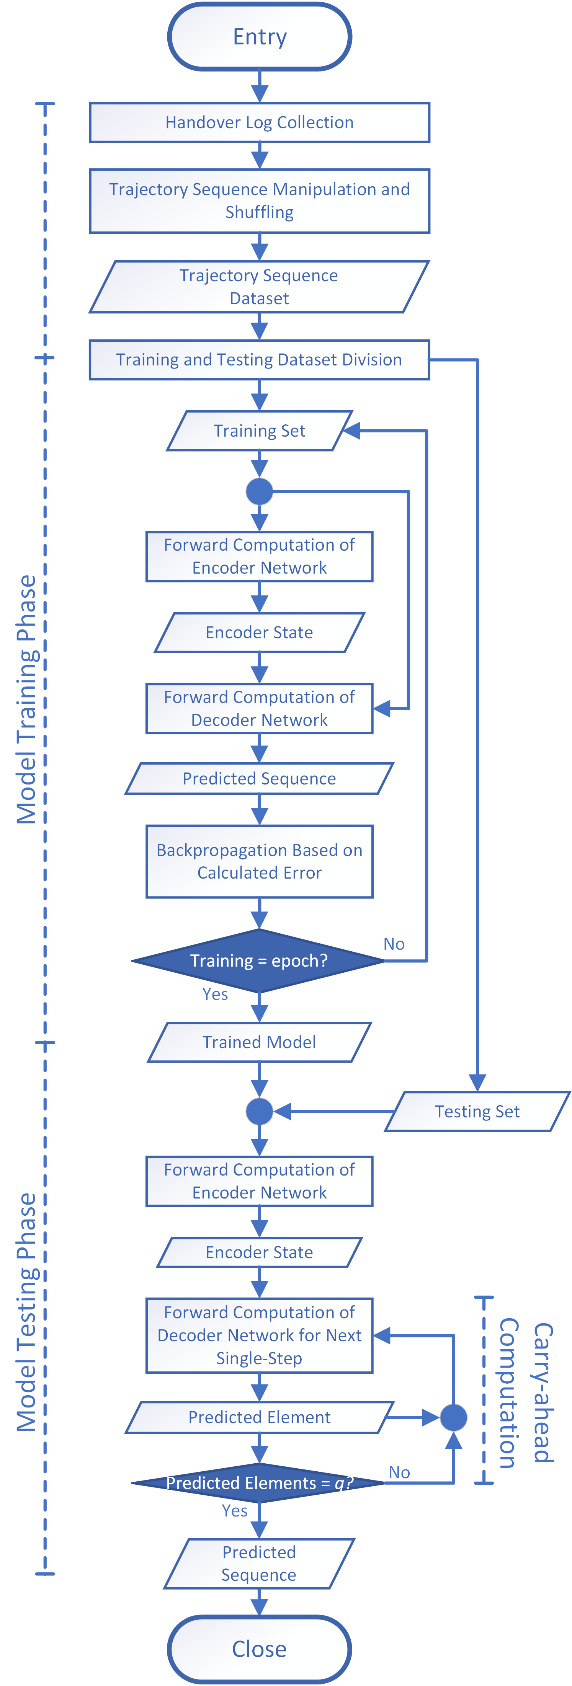 Entry
Handover Log Collection
Trajectory Sequence Manipulation and
Shuffling
Trajectory Sequence
Dataset
Training and Testing Dataset Division
Training Set
Forward Computation of
Encoder Network
Encoder State
Forward Computation of
Decoder Network
Predicted Sequence
Backpropagation Based on
Calculated Error
Training = epoch?
No
Yes
Model Training Phase
Trained Model
Testing Set
Forward Computation of
Encoder Network
Encoder State
Forward Computation of
Decoder Network for Next
Single-Step
Predicted Element
Predicted Elements = q?
No
Yes
Carry-ahead
Computation
Model Testing Phase
Predicted
Sequence
Close